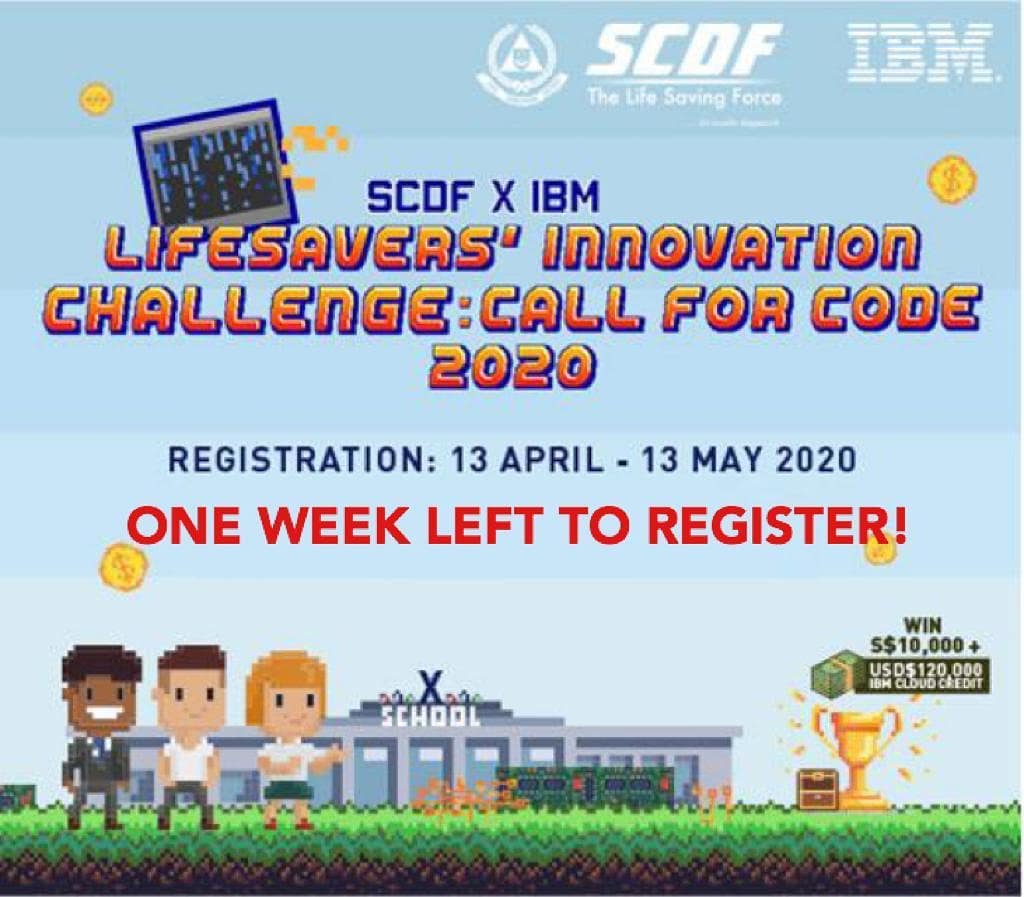 SCDF
IBM.
The Life Saving Force
SCDF X IBM
LIFESAVERS' INNOVATION
CHALLENGE: CALL FOR CODE
2020
REGISTRATION: 13 APRIL - 13 MAY 2020
ONE WEEK LEFT TO REGISTER!
WIN
S$10,000 +
USD$120,000
IBM CLOUD CREDIT
X
SCHOOL